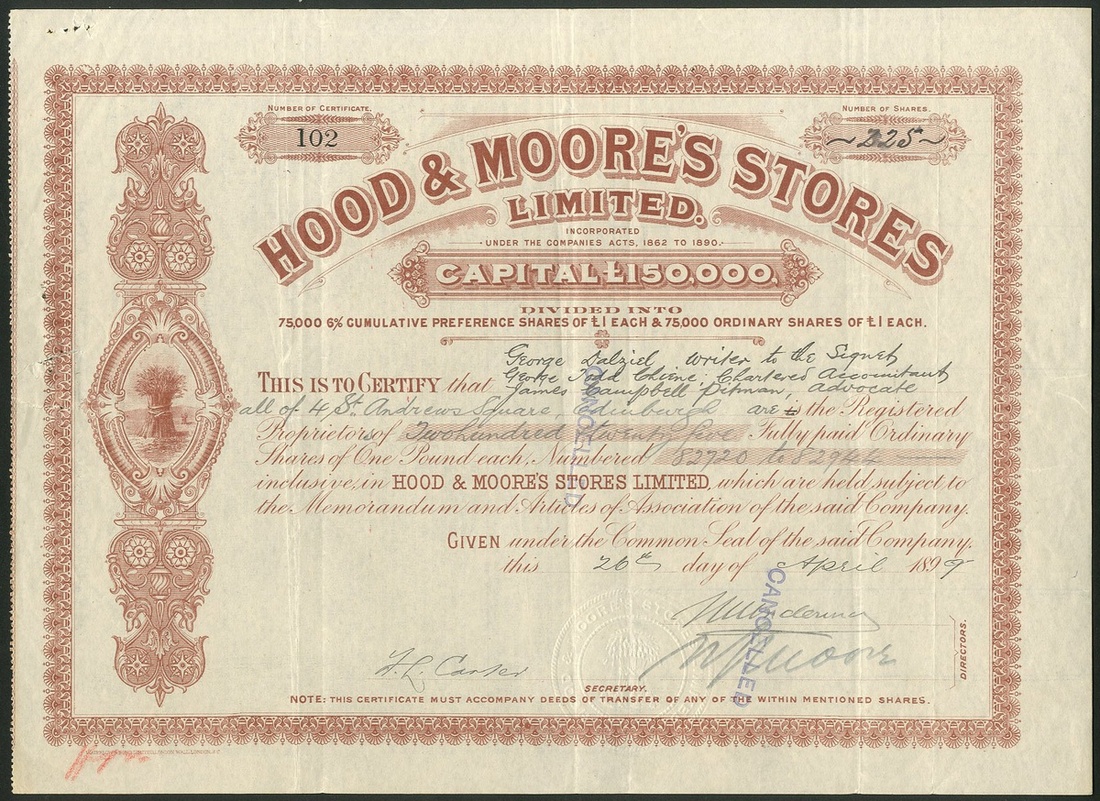 NUMBER OF CERTIFICATE.
102
NUMBER OF SHARES.
~225~
HOOD & MOORE'S STORES
LIMITED.
INCORPORATED
UNDER THE COMPANIES ACTS, 1862 TO 1890.
CAPITAL £150,000.
DIVIDED INTO
75,000 6% CUMULATIVE PREFERENCE SHARES OF £1 EACH & 75,000 ORDINARY SHARES OF £1 EACH.
George Dalziel, Writer to the Signet
George Todd Chiene, Chartered Accountant
THIS IS TO CERTIFY that James Campbell Pitman, Advocate
all of 4 St. Andrew Square, Edinburgh are is the Registered
Proprietors of Two hundred & twenty five Fully paid Ordinary
Shares of One Pound each, Numbered 82720 to 82944
inclusive, in HOOD & MOORE'S STORES LIMITED, which are held subject to
the Memorandum and Articles of Association of the said Company.
GIVEN under the Common Seal of the said Company,
this 26th day of April 1899
CANCELLED
CANCELLED
W Moore
DIRECTORS.
H. L. Carter
SECRETARY.
NOTE: THIS CERTIFICATE MUST ACCOMPANY DEEDS OF TRANSFER OF ANY OF THE WITHIN MENTIONED SHARES.